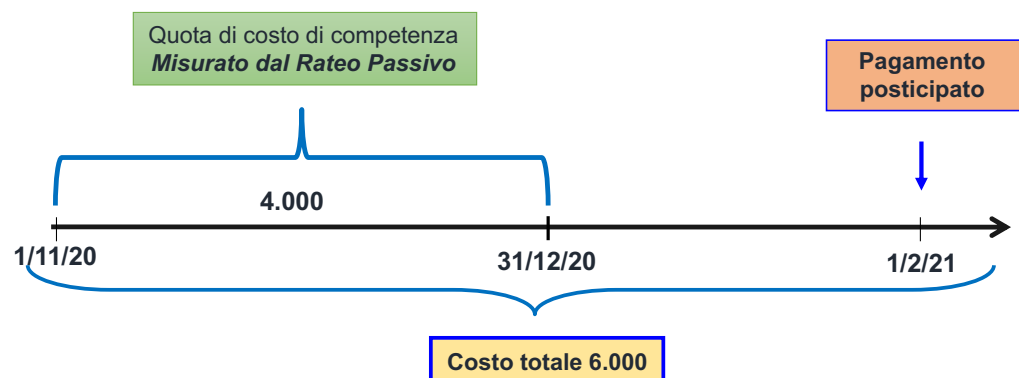 Quota di costo di competenza
Misurato dal Rateo Passivo
Pagamento
posticipato
4.000
1/11/20
31/12/20
1/2/21
Costo totale 6.000